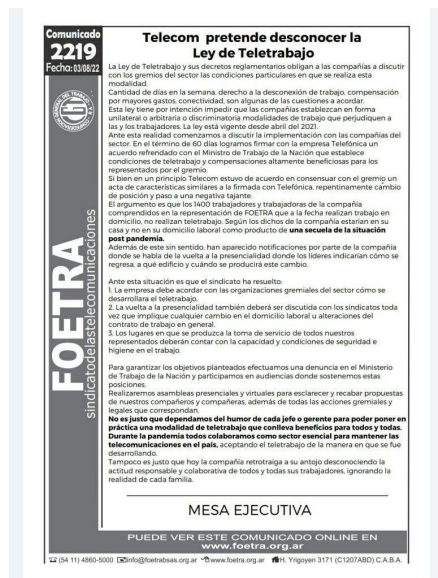 Comunicado
2219
Fecha: 03/08/22
Telecom pretende desconocer la
Ley de Teletrabajo
La Ley de Teletrabajo y sus decretos reglamentarios obligan a las compañías a discutir
con los gremios del sector las condiciones particulares en que se realiza esta
modalidad.
Cantidad de días en la semana, derecho a la desconexión de trabajo, compensación
por mayores gastos, conectividad, son algunas de las cuestiones a acordar.
Esta ley tiene por intención impedir que las compañías establezcan en forma
unilateral o arbitraria o discriminatoria modalidades de trabajo que perjudiquen a
las y los trabajadores. La ley está vigente desde abril del 2021.
Ante esta realidad comenzamos a discutir la implementación con las compañías del
sector. En el término de 60 días logramos firmar con la empresa Telefónica un
acuerdo refrendado con el Ministro de Trabajo de la Nación que establece
condiciones de teletrabajo y compensaciones altamente beneficiosas para los
representados por el gremio.
Si bien en un principio Telecom estuvo de acuerdo en consensuar con el gremio un
acta de características similares a la firmada con Telefónica, repentinamente cambio
de posición y paso a una negativa tajante.
El argumento es que los 1400 trabajadores y trabajadoras de la compañía
comprendidos en la representación de FOETRA que a la fecha realizan trabajo en
domicilio, no realizan teletrabajo. Según los dichos de la compañía estarían en su
casa y no en su domicilio laboral como producto de una secuela de la situación
post pandemia.
Además de este sin sentido, han aparecido notificaciones por parte de la compañía
donde se habla de la vuelta a la presencialidad donde los líderes indicarían cómo se
regresa, a qué edificio y cuándo se producirá este cambio.
Ante esta situación es que el sindicato ha resuelto:
1. La empresa debe acordar con las organizaciones gremiales del sector cómo se
desarrollara el teletrabajo.
2. La vuelta a la presencialidad también deberá ser discutida con los sindicatos toda
vez que implique cualquier cambio en el domicilio laboral u alteraciones del
contrato de trabajo en general.
3. Los lugares en que se produzca la toma de servicio de todos nuestros
representados deberán contar con la capacidad y condiciones de seguridad e
higiene en el trabajo.
Para garantizar los objetivos planteados efectuamos una denuncia en el Ministerio
de Trabajo de la Nación y participamos en audiencias donde sostenemos estas
posiciones.
Realizaremos asambleas presenciales y virtuales para esclarecer y recabar propuestas
de nuestros compañeros y compañeras, además de todas las acciones gremiales y
legales que correspondan.
No es justo que dependamos del humor de cada jefe o gerente para poder poner en
práctica una modalidad de teletrabajo que conlleva beneficios para todos y todas.
Durante la pandemia todos colaboramos como sector esencial para mantener las
telecomunicaciones en el país, aceptando el teletrabajo de la manera en que se fue
desarrollando.
Tampoco es justo que hoy la compañía retrotraiga a su antojo desconociendo la
actitud responsable y colaborativa de todos y todas sus trabajadores, ignorando la
realidad de cada familia.
MESA EJECUTIVA
FOETRA
sindicatodelastelecomunicaciones
PUEDE VER ESTE COMUNICADO ONLINE EN
www.foetra.org.ar
(54 11) 4860-5000 info@foetrabsas.org.ar www.foetra.org.ar H. Yrigoyen 3171 (C1207ABD) C.A.B.A.